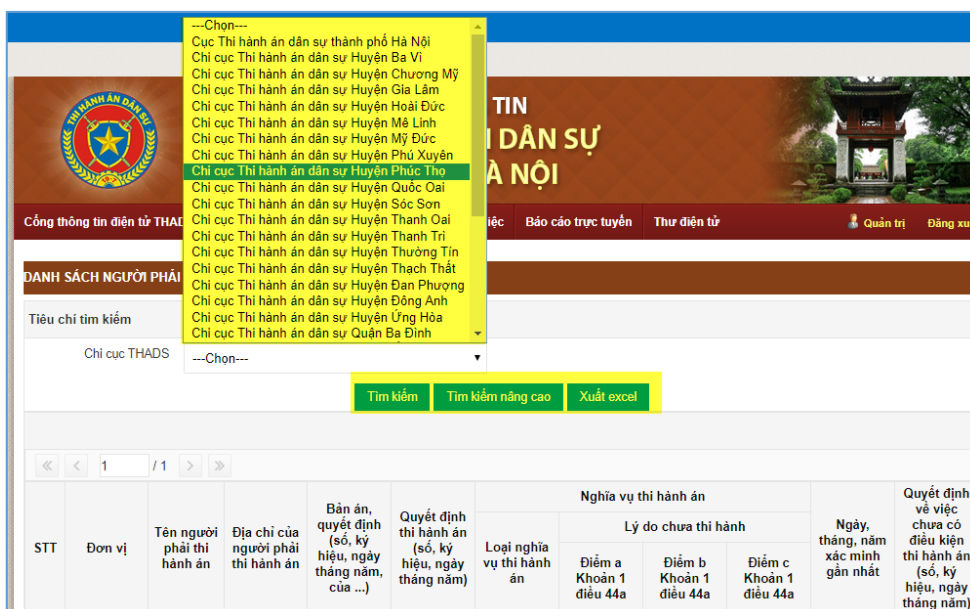 ---Chọn---
Cục Thi hành án dân sự thành phố Hà Nội
Chi cục Thi hành án dân sự Huyện Ba Vì
Chi cục Thi hành án dân sự Huyện Chương Mỹ
Chi cục Thi hành án dân sự Huyện Gia Lâm
Chi cục Thi hành án dân sự Huyện Hoài Đức
Chi cục Thi hành án dân sự Huyện Mê Linh
Chi cục Thi hành án dân sự Huyện Mỹ Đức
Chi cục Thi hành án dân sự Huyện Phú Xuyên
Chi cục Thi hành án dân sự Huyện Phúc Thọ
Chi cục Thi hành án dân sự Huyện Quốc Oai
Chi cục Thi hành án dân sự Huyện Sóc Sơn
Chi cục Thi hành án dân sự Huyện Thanh Oai
Chi cục Thi hành án dân sự Huyện Thanh Trì
Chi cục Thi hành án dân sự Huyện Thường Tín
Chi cục Thi hành án dân sự Huyện Thạch Thất
Chi cục Thi hành án dân sự Huyện Đan Phượng
Chi cục Thi hành án dân sự Huyện Đông Anh
Chi cục Thi hành án dân sự Huyện Ứng Hòa
Chi cục Thi hành án dân sự Quận Ba Đình
THI HÀNH ÁN DÂN SỰ
TIN
DÂN SỰ
À NỘI
Cổng thông tin điện tử THAD
iệc
Báo cáo trực tuyến
Thư điện tử
Quản trị
Đăng xu
DANH SÁCH NGƯỜI PHẢI
Tiêu chí tìm kiếm
Chi cục THADS
---Chọn---
Tìm kiếm
Tìm kiếm nâng cao
Xuất excel
1
/ 1
STT
Đơn vị
Tên người
phải thi
hành án
Địa chỉ của
người phải
thi hành án
Bản án,
quyết định
(số, ký
hiệu, ngày
tháng năm,
của ...)
Quyết định
thi hành án
(số, ký
hiệu, ngày
tháng năm)
Nghĩa vụ thi hành án
Loại nghĩa
vụ thi hành
án
Lý do chưa thi hành
Điểm a
Khoản 1
điều 44a
Điểm b
Khoản 1
điều 44a
Điểm c
Khoản 1
điều 44a
Ngày,
tháng, năm
xác minh
gần nhất
Quyết định
về việc
chưa có
điều kiện
thi hành án
(số, ký
hiệu, ngày
tháng năm)